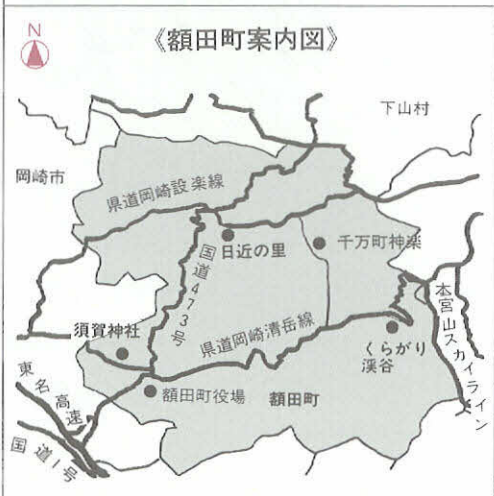 N
《額田町案内図》
下山村
岡崎市
県道岡崎設楽線
日近の里
千万町神楽
国道473号
本宮山スカイライン
須賀神社
県道岡崎清岳線
くらがり
渓谷
東名高速
額田町役場
額田町
国道1号